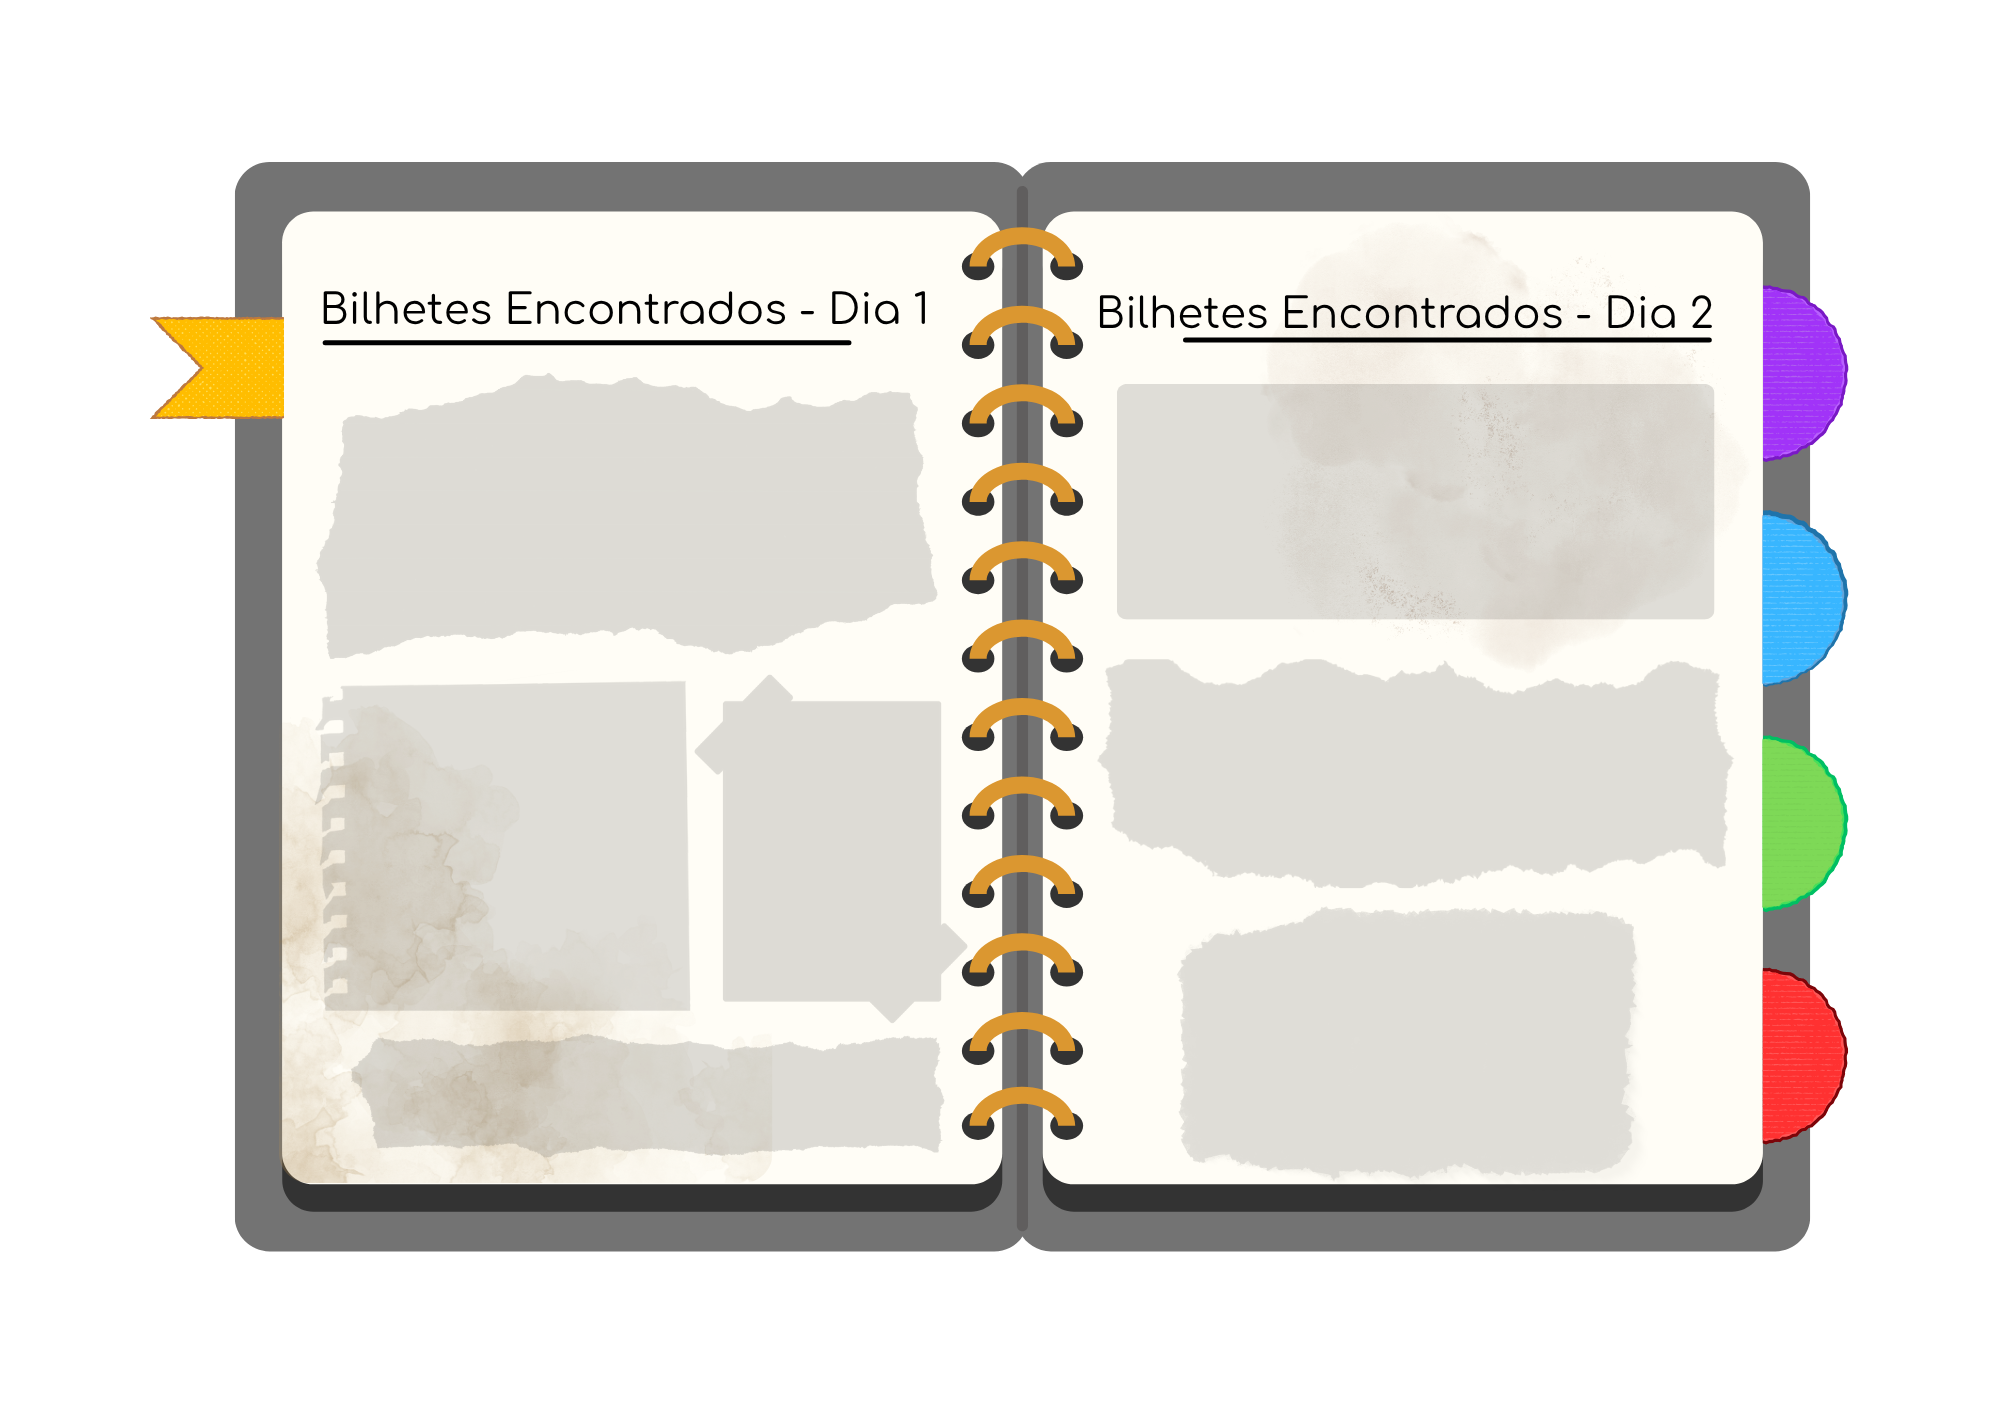 Bilhetes Encontrados - Dia 1
Bilhetes Encontrados - Dia 2